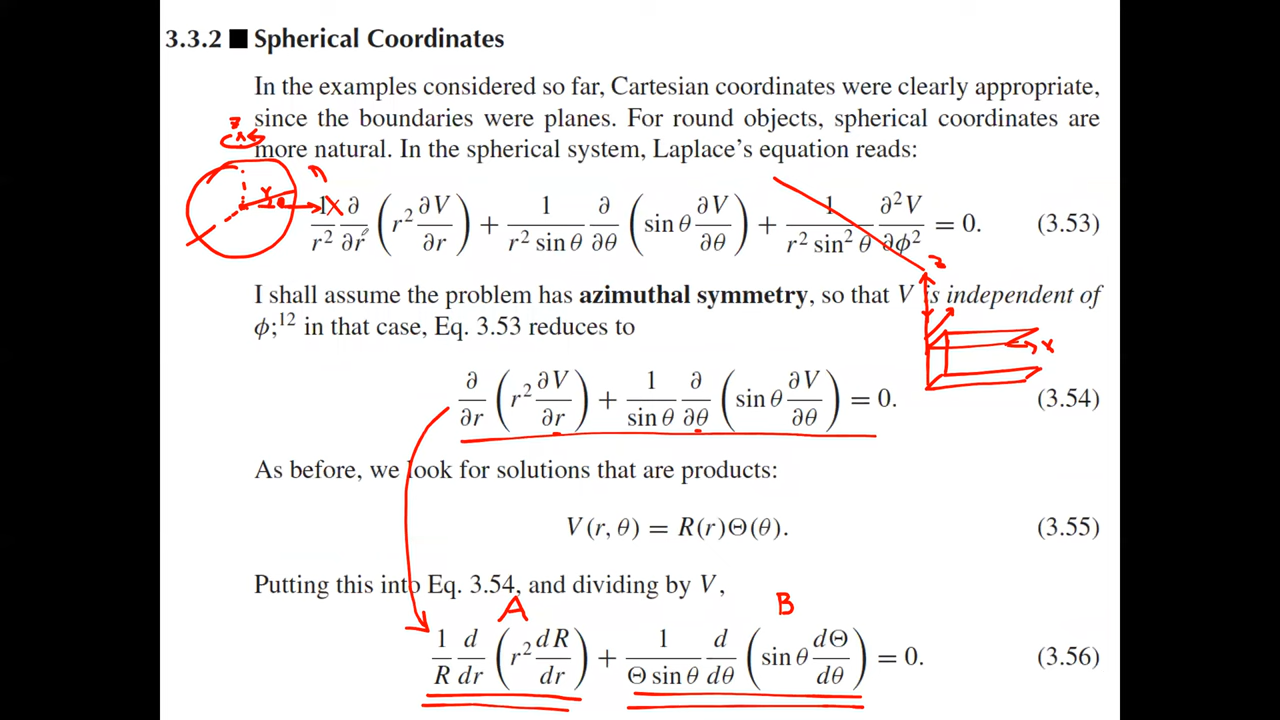 3.3.2 ■ Spherical Coordinates
In the examples considered so far, Cartesian coordinates were clearly appropriate,
since the boundaries were planes. For round objects, spherical coordinates are
more natural. In the spherical system, Laplace's equation reads:
z
r
x
1/r² ∂/∂r (r² ∂V/∂r) + 1/(r² sin θ) ∂/∂θ (sin θ ∂V/∂θ) + 1/(r² sin² θ) ∂²V/∂ϕ² = 0. (3.53)
z
I shall assume the problem has azimuthal symmetry, so that V is independent of
ϕ;¹² in that case, Eq. 3.53 reduces to
x
∂/∂r (r² ∂V/∂r) + 1/sin θ ∂/∂θ (sin θ ∂V/∂θ) = 0. (3.54)
As before, we look for solutions that are products:
V(r, θ) = R(r)Θ(θ). (3.55)
Putting this into Eq. 3.54, and dividing by V,
A B
1/R d/dr (r² dR/dr) + 1/(Θ sin θ) d/dθ (sin θ dΘ/dθ) = 0. (3.56)